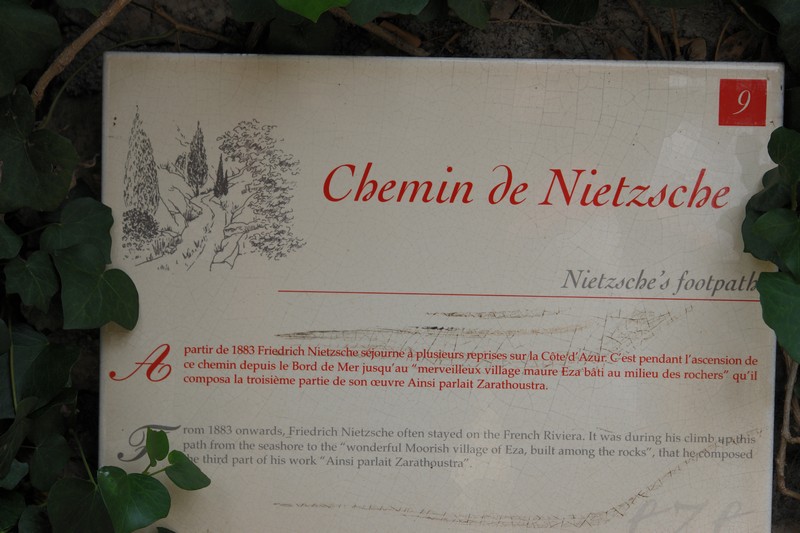 9
Chemin de Nietzsche
Nietzsche's footpath
A partir de 1883 Friedrich Nietzsche séjourne à plusieurs reprises sur la Côte d'Azur. C'est pendant l'ascension de
ce chemin depuis le Bord de Mer jusqu'au "merveilleux village maure Eza bâti au milieu des rochers" qu'il
composa la troisième partie de son œuvre Ainsi parlait Zarathoustra.
From 1883 onwards, Friedrich Nietzsche often stayed on the French Riviera. It was during his climb up this
path from the seashore to the "wonderful Moorish village of Eza, built among the rocks", that he composed
the third part of his work "Ainsi parlait Zarathoustra".